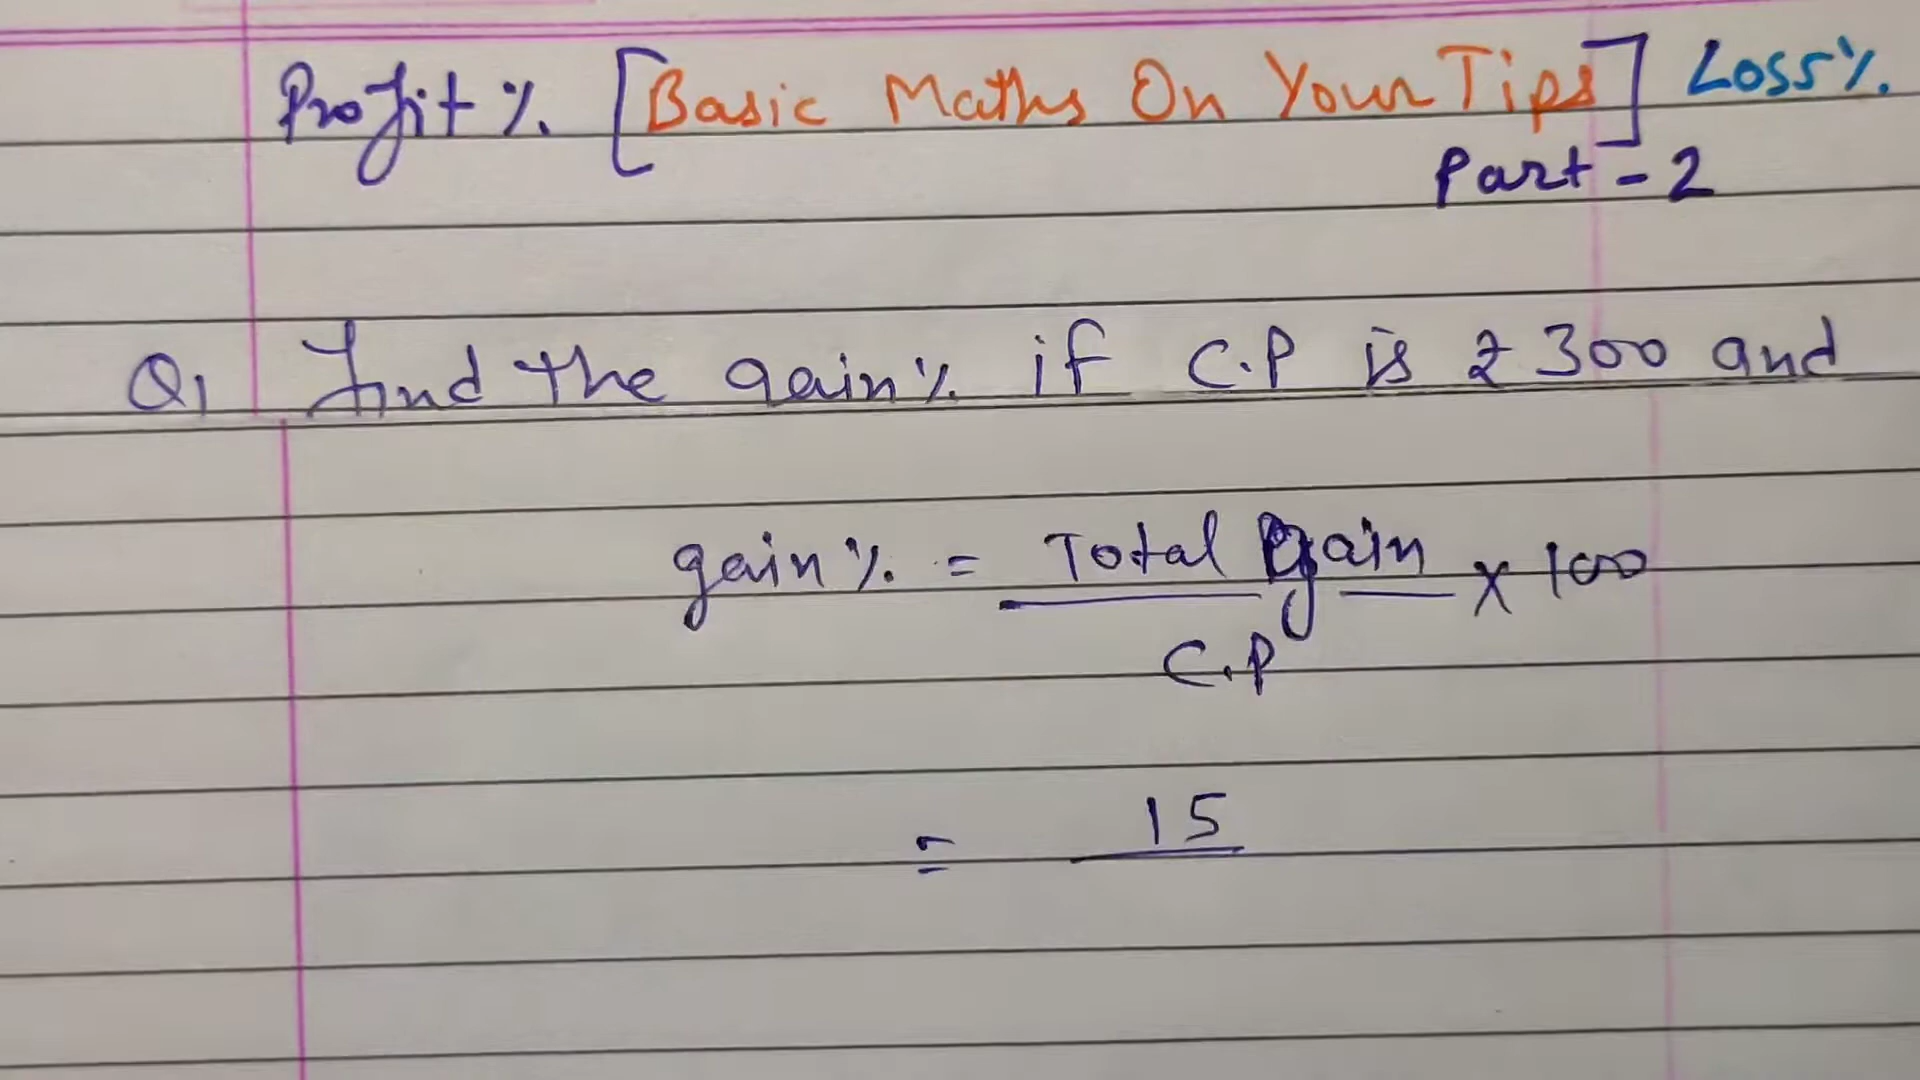 Profit % [Basic Maths On Your Tips] Loss %.
Part - 2
Q1 find the gain % if C.P is ₹ 300 and
gain %. = Total gain × 100
C.P
= 15